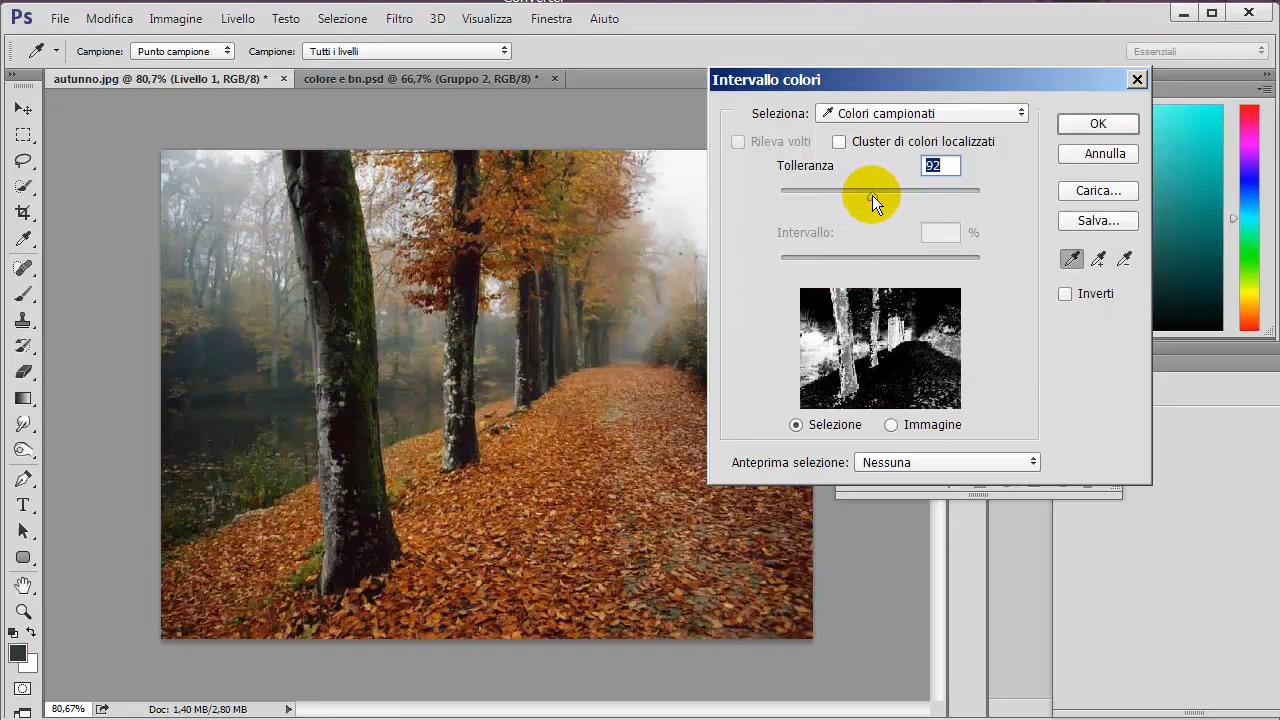 Converter
Ps File Modifica Immagine Livello Testo Selezione Filtro 3D Visualizza Finestra Aiuto
Campione: Punto campione Campione: Tutti i livelli Essenziali
autunno.jpg @ 80,7% (Livello 1, RGB/8) * colore e bn.psd @ 66,7% (Gruppo 2, RGB/8) *
Intervallo colori
Seleziona: Colori campionati
OK
Rileva volti Cluster di colori localizzati
Annulla
Tolleranza 92
Carica...
Salva...
Intervallo: %
Inverti
Selezione Immagine
Anteprima selezione: Nessuna
80,67% Doc: 1,40 MB/2,80 MB